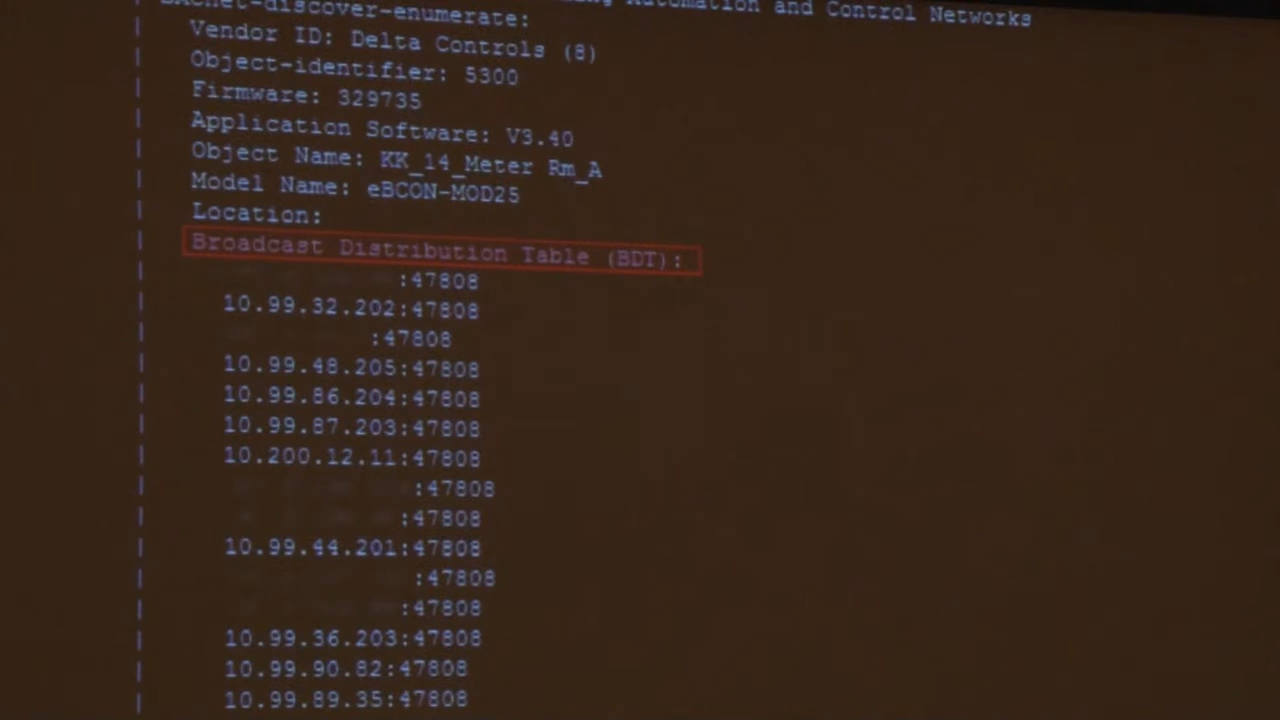 Automation and Control Networks
BACnet-discover-enumerate:
Vendor ID: Delta Controls (8)
Object-identifier: 5300
Firmware: 329735
Application Software: V3.40
Object Name: KK_14_Meter Rm_A
Model Name: eBCON-MOD25
Location:
Broadcast Distribution Table (BDT):
:47808
10.99.32.202:47808
:47808
10.99.48.205:47808
10.99.86.204:47808
10.99.87.203:47808
10.200.12.11:47808
:47808
:47808
10.99.44.201:47808
:47808
:47808
10.99.36.203:47808
10.99.90.82:47808
10.99.89.35:47808